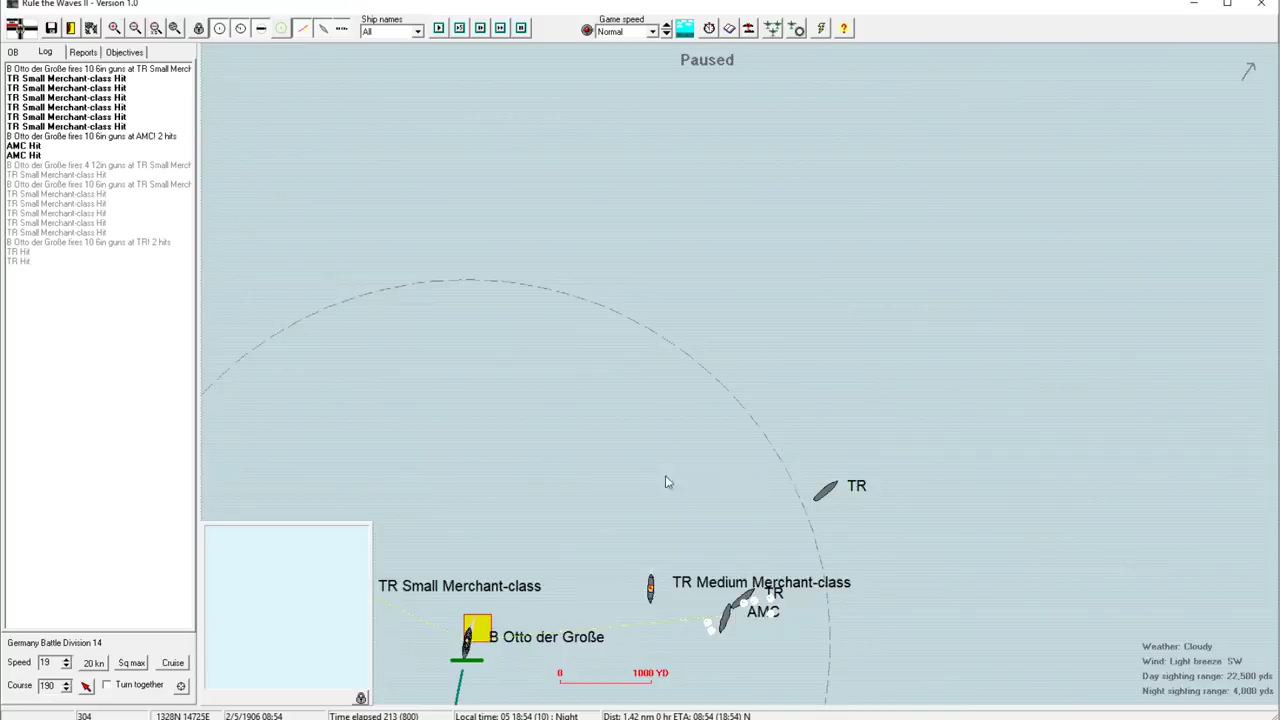 Rule the Waves II - Version 1.0
Ship names
All
Game speed
Normal
OB Log Reports Objectives
B Otto der Große fires 10 6in guns at TR Small Merch
TR Small Merchant-class Hit
TR Small Merchant-class Hit
TR Small Merchant-class Hit
TR Small Merchant-class Hit
TR Small Merchant-class Hit
TR Small Merchant-class Hit
B Otto der Große fires 10 6in guns at AMC! 2 hits
AMC Hit
AMC Hit
B Otto der Große fires 4 12in guns at TR Small Merch
TR Small Merchant-class Hit
B Otto der Große fires 10 6in guns at TR Small Merch
TR Small Merchant-class Hit
TR Small Merchant-class Hit
TR Small Merchant-class Hit
TR Small Merchant-class Hit
TR Small Merchant-class Hit
B Otto der Große fires 10 6in guns at TR! 2 hits
TR Hit
TR Hit
Paused
TR
TR Small Merchant-class
TR Medium Merchant-class
TR
AMC
B Otto der Große
0 1000 YD
Weather: Cloudy
Wind: Light breeze SW
Day sighting range: 22,500 yds
Night sighting range: 4,000 yds
Germany Battle Division 14
Speed 19 20 kn Sq max Cruise
Course 190 Turn together
304 1328N 14725E 2/5/1906 08:54 Time elapsed 213 (800) Local time: 05 18:54 (10) : Night Dist: 1,42 nm 0 hr ETA: 08:54 (18:54) N